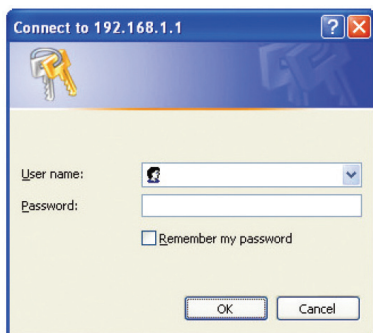 Connect to 192.168.1.1
User name:
Password:
Remember my password
OK
Cancel